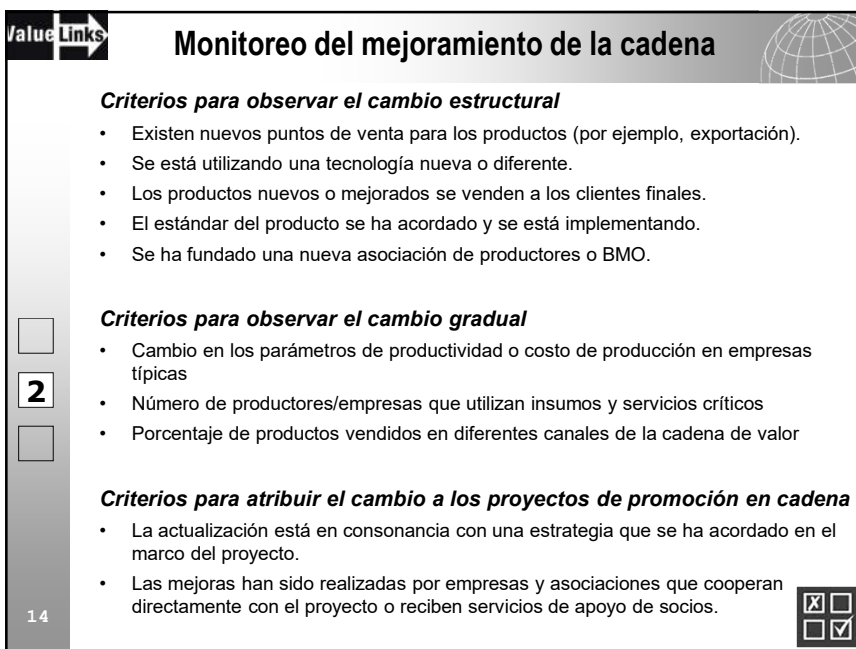 Value Links
Monitoreo del mejoramiento de la cadena
Criterios para observar el cambio estructural
• Existen nuevos puntos de venta para los productos (por ejemplo, exportación).
• Se está utilizando una tecnología nueva o diferente.
• Los productos nuevos o mejorados se venden a los clientes finales.
• El estándar del producto se ha acordado y se está implementando.
• Se ha fundado una nueva asociación de productores o BMO.
Criterios para observar el cambio gradual
• Cambio en los parámetros de productividad o costo de producción en empresas
típicas
2
• Número de productores/empresas que utilizan insumos y servicios críticos
• Porcentaje de productos vendidos en diferentes canales de la cadena de valor
Criterios para atribuir el cambio a los proyectos de promoción en cadena
• La actualización está en consonancia con una estrategia que se ha acordado en el
marco del proyecto.
• Las mejoras han sido realizadas por empresas y asociaciones que cooperan
directamente con el proyecto o reciben servicios de apoyo de socios.
14